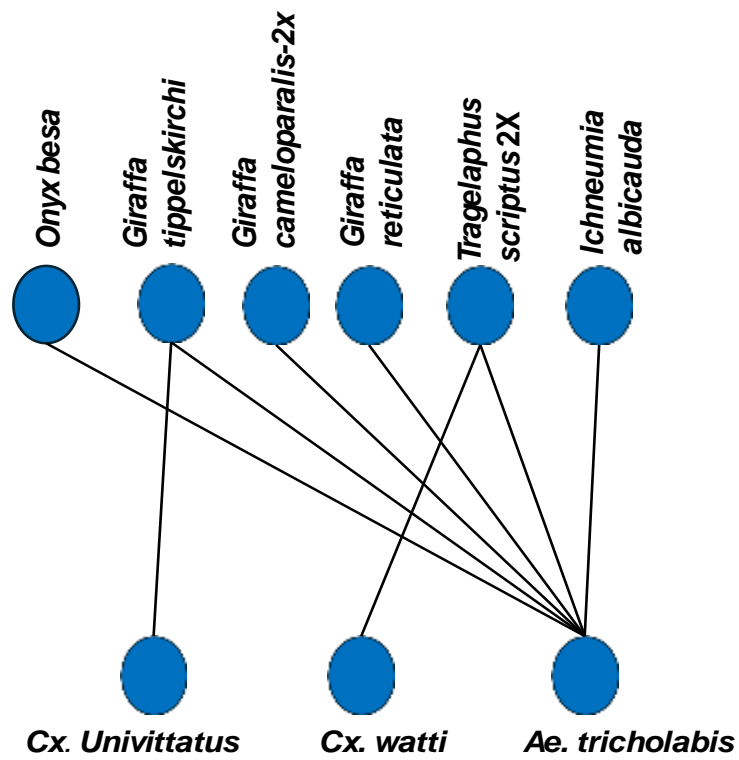 Onyx besa
Giraffa
tippelskirchi
Giraffa
cameloparalis-2x
Giraffa
reticulata
Tragelaphus
scriptus 2X
Ichneumia
albicauda
Cx. Univittatus
Cx. watti
Ae. tricholabis